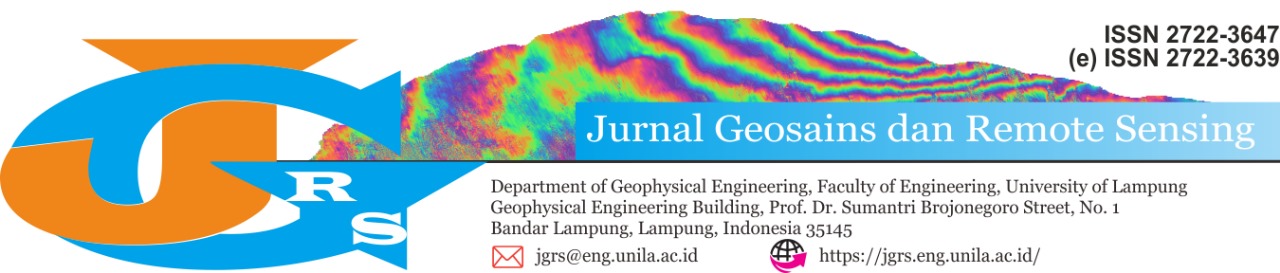 ISSN 2722-3647
(e) ISSN 2722-3639
JG
R
S
Jurnal Geosains dan Remote Sensing
Department of Geophysical Engineering, Faculty of Engineering, University of Lampung
Geophysical Engineering Building, Prof. Dr. Sumantri Brojonegoro Street, No. 1
Bandar Lampung, Lampung, Indonesia 35145
jgrs@eng.unila.ac.id https://jgrs.eng.unila.ac.id/